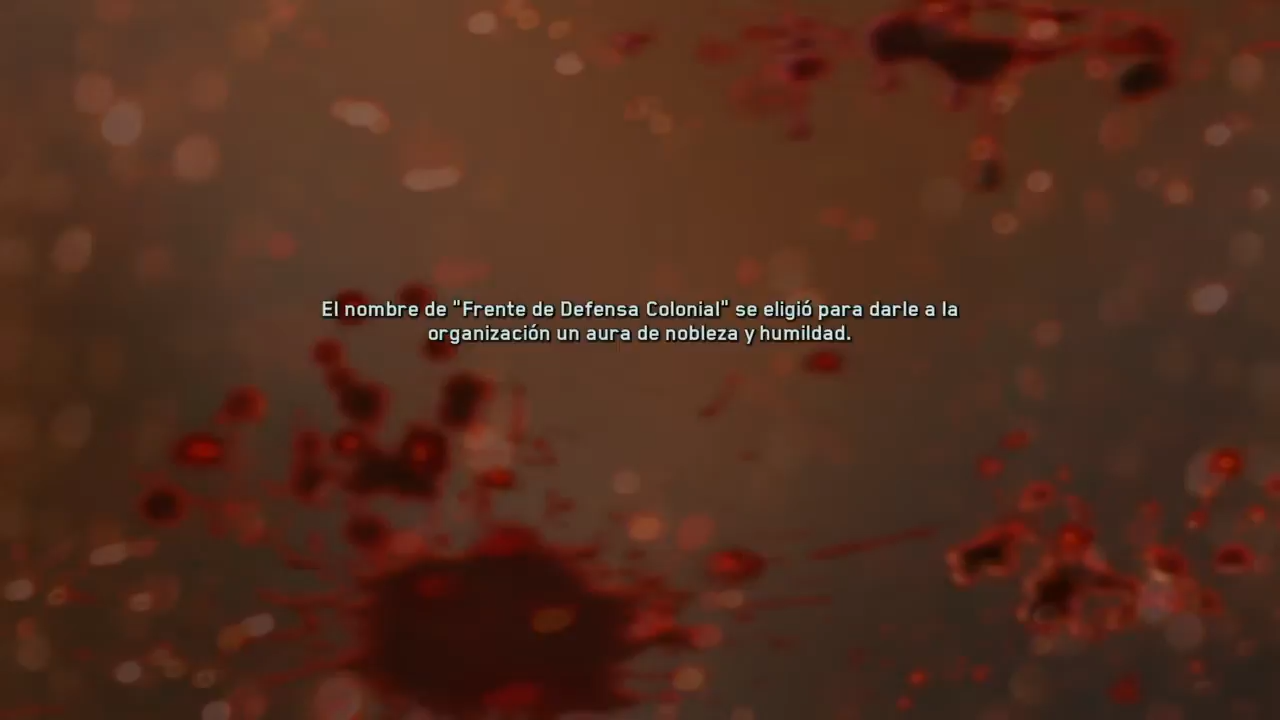 El nombre de "Frente de Defensa Colonial" se eligió para darle a la
organización un aura de nobleza y humildad.